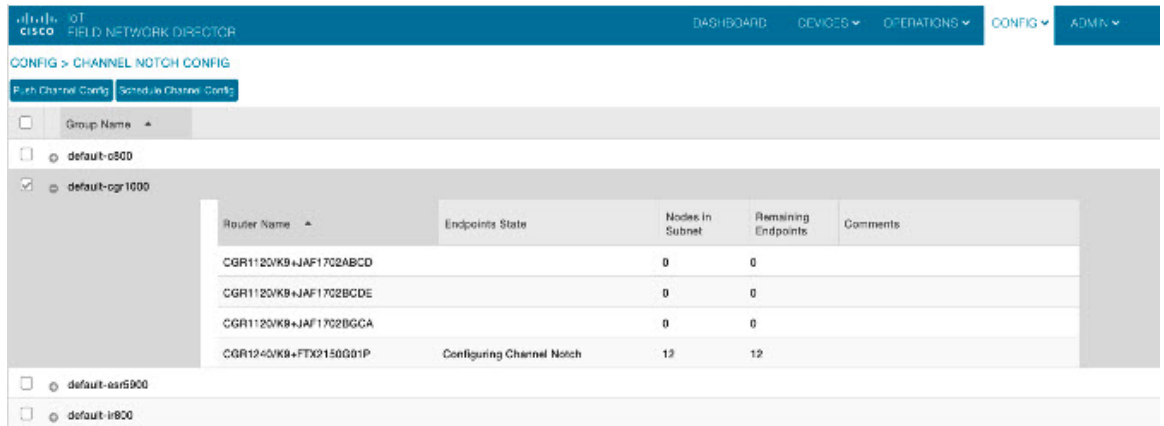 IoT
CISCO FIELD NETWORK DIRECTOR
DASHBOARD DEVICES OPERATIONS CONFIG ADMIN
CONFIG > CHANNEL NOTCH CONFIG
Push Channel Config Schedule Channel Config
Group Name
default-c800
default-cgr1000
Router Name Endpoints State Nodes in Subnet Remaining Endpoints Comments
CGR1120/K9+JAF1702ABCD 0 0
CGR1120/K9+JAF1702BCDE 0 0
CGR1120/K9+JAF1702BGCA 0 0
CGR1240/K9+FTX2150G01P Configuring Channel Notch 12 12
default-esr5900
default-ir800